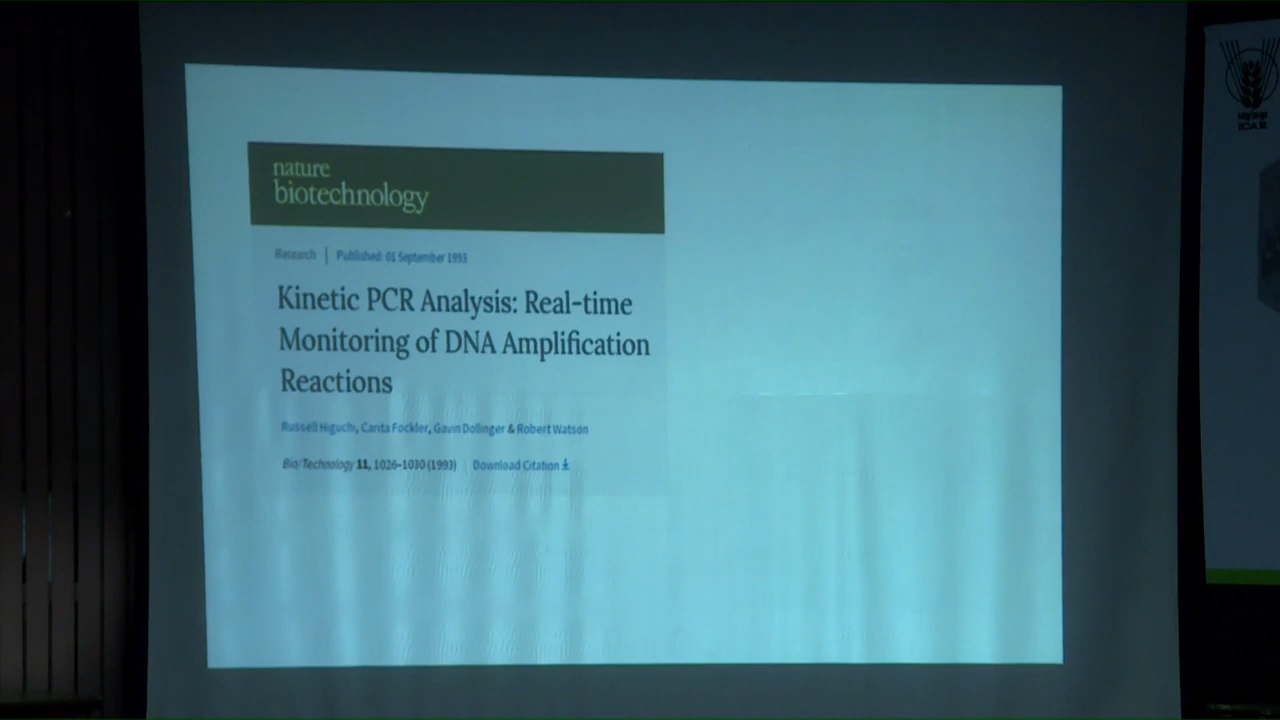 nature
biotechnology
Research | Published: 01 September 1993
Kinetic PCR Analysis: Real-time
Monitoring of DNA Amplification
Reactions
Russell Higuchi, Carita Fockler, Gavin Dollinger & Robert Watson
Bio/Technology 11, 1026–1030 (1993) | Download Citation
ICAR